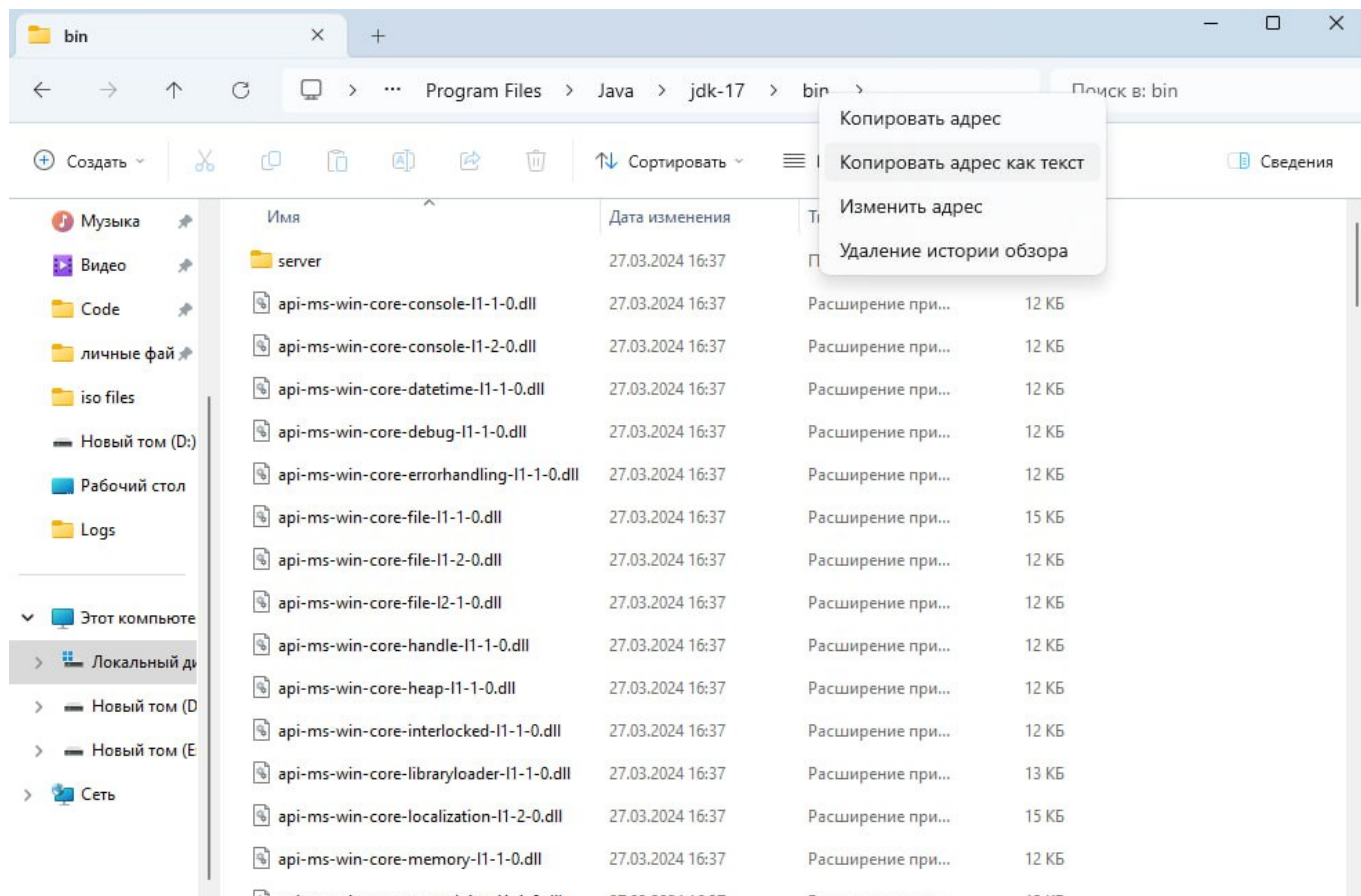 bin
··· Program Files > Java > jdk-17 > bin >
Поиск в: bin
Создать
Сортировать
Сведения
Копировать адрес
Копировать адрес как текст
Изменить адрес
Удаление истории обзора
Музыка
Видео
Code
личные фай
iso files
Новый том (D:)
Рабочий стол
Logs
Этот компьюте
Локальный ди
Новый том (D
Новый том (E
Сеть
Имя Дата изменения
server 27.03.2024 16:37
api-ms-win-core-console-l1-1-0.dll 27.03.2024 16:37 Расширение при... 12 КБ
api-ms-win-core-console-l1-2-0.dll 27.03.2024 16:37 Расширение при... 12 КБ
api-ms-win-core-datetime-l1-1-0.dll 27.03.2024 16:37 Расширение при... 12 КБ
api-ms-win-core-debug-l1-1-0.dll 27.03.2024 16:37 Расширение при... 12 КБ
api-ms-win-core-errorhandling-l1-1-0.dll 27.03.2024 16:37 Расширение при... 12 КБ
api-ms-win-core-file-l1-1-0.dll 27.03.2024 16:37 Расширение при... 15 КБ
api-ms-win-core-file-l1-2-0.dll 27.03.2024 16:37 Расширение при... 12 КБ
api-ms-win-core-file-l2-1-0.dll 27.03.2024 16:37 Расширение при... 12 КБ
api-ms-win-core-handle-l1-1-0.dll 27.03.2024 16:37 Расширение при... 12 КБ
api-ms-win-core-heap-l1-1-0.dll 27.03.2024 16:37 Расширение при... 12 КБ
api-ms-win-core-interlocked-l1-1-0.dll 27.03.2024 16:37 Расширение при... 12 КБ
api-ms-win-core-libraryloader-l1-1-0.dll 27.03.2024 16:37 Расширение при... 13 КБ
api-ms-win-core-localization-l1-2-0.dll 27.03.2024 16:37 Расширение при... 15 КБ
api-ms-win-core-memory-l1-1-0.dll 27.03.2024 16:37 Расширение при... 12 КБ